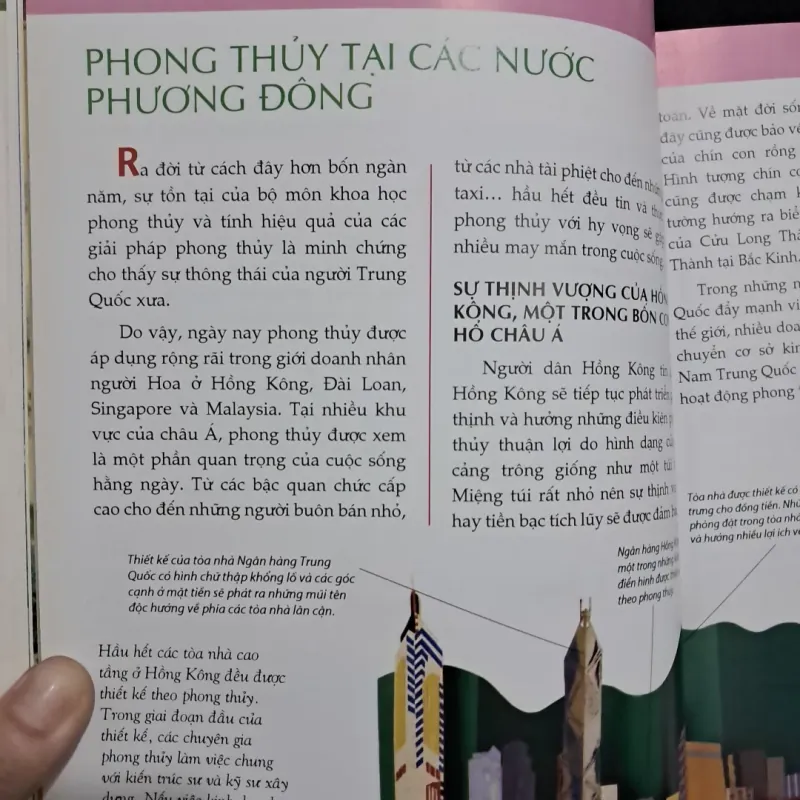 PHONG THỦY TẠI CÁC NƯỚC
PHƯƠNG ĐÔNG
Ra đời từ cách đây hơn bốn ngàn
năm, sự tồn tại của bộ môn khoa học
phong thủy và tính hiệu quả của các
giải pháp phong thủy là minh chứng
cho thấy sự thông thái của người Trung
Quốc xưa.
Do vậy, ngày nay phong thủy được
áp dụng rộng rãi trong giới doanh nhân
người Hoa ở Hồng Kông, Đài Loan,
Singapore và Malaysia. Tại nhiều khu
vực của châu Á, phong thủy được xem
là một phần quan trọng của cuộc sống
hằng ngày. Từ các bậc quan chức cấp
cao cho đến những người buôn bán nhỏ,
từ các nhà tài phiệt cho đến
taxi... hầu hết đều tin và
phong thủy với hy vọng sẽ
nhiều may mắn trong cuộc sống.
SỰ THỊNH VƯỢNG CỦA HỒNG
KÔNG, MỘT TRONG BỐN CON
HỔ CHÂU Á
Người dân Hồng Kông tin
Hồng Kông sẽ tiếp tục phát triển
thịnh và hưởng những điều kiện
thủy thuận lợi do hình dạng
cảng trông giống như một túi
Miệng túi rất nhỏ nên sự thịnh
hay tiền bạc tích lũy sẽ được đảm
Thiết kế của tòa nhà Ngân hàng Trung
Quốc có hình chữ thập khổng lồ và các góc
cạnh ở mặt tiền sẽ phát ra những mũi tên
độc hướng về phía các tòa nhà lân cận.
Ngân hàng Hồng
một trong những
điển hình được
theo phong thủy
Hầu hết các tòa nhà cao
tầng ở Hồng Kông đều được
thiết kế theo phong thủy.
Trong giai đoạn đầu của
thiết kế, các chuyên gia
phong thủy làm việc chung
với kiến trúc sư và kỹ sư xây
toàn. Về mặt đời
đây cũng được bảo vệ
của chín con rồng
Hình tượng chín
cũng được chạm
tường hướng ra
của Cửu Long
Thành tại Bắc Kinh.
Trong những
Quốc đẩy mạnh
thế giới, nhiều
chuyển cơ sở
Nam Trung Quốc
hoạt động phong
Tòa nhà được thiết kế có
trưng cho đồng tiền.
phòng đặt trong tòa nhà
và hưởng nhiều lợi ích